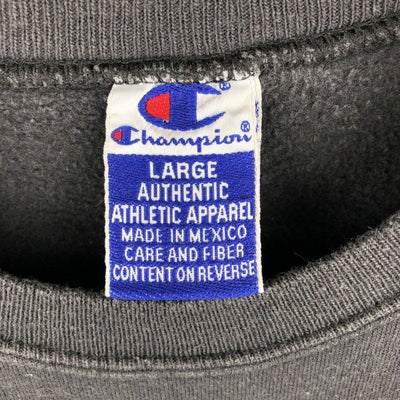 Champion®
LARGE
AUTHENTIC
ATHLETIC APPAREL
MADE IN MEXICO
CARE AND FIBER
CONTENT ON REVERSE